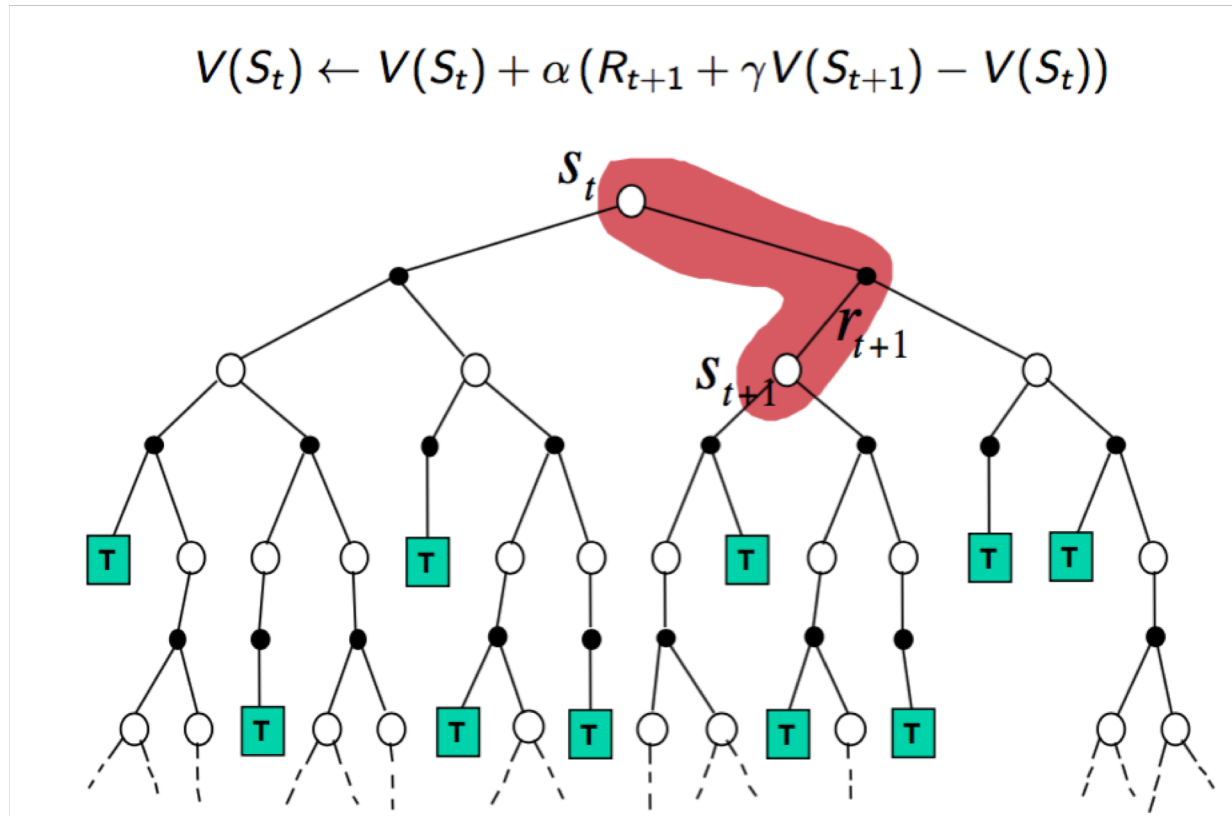 V(S_t) ← V(S_t) + α (R_{t+1} + γV(S_{t+1}) − V(S_t))
s_t
r_{t+1}
s_{t+1}
T T T T T
T T T T T T